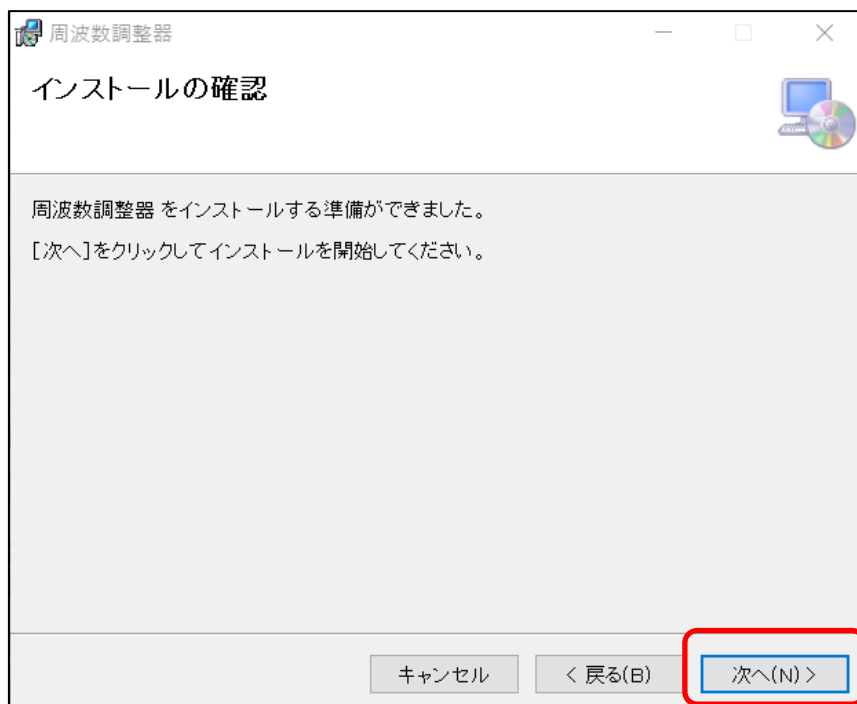 周波数調整器
インストールの確認
周波数調整器 をインストールする準備ができました。
[次へ]をクリックしてインストールを開始してください。
キャンセル
< 戻る(B)
次へ(N) >